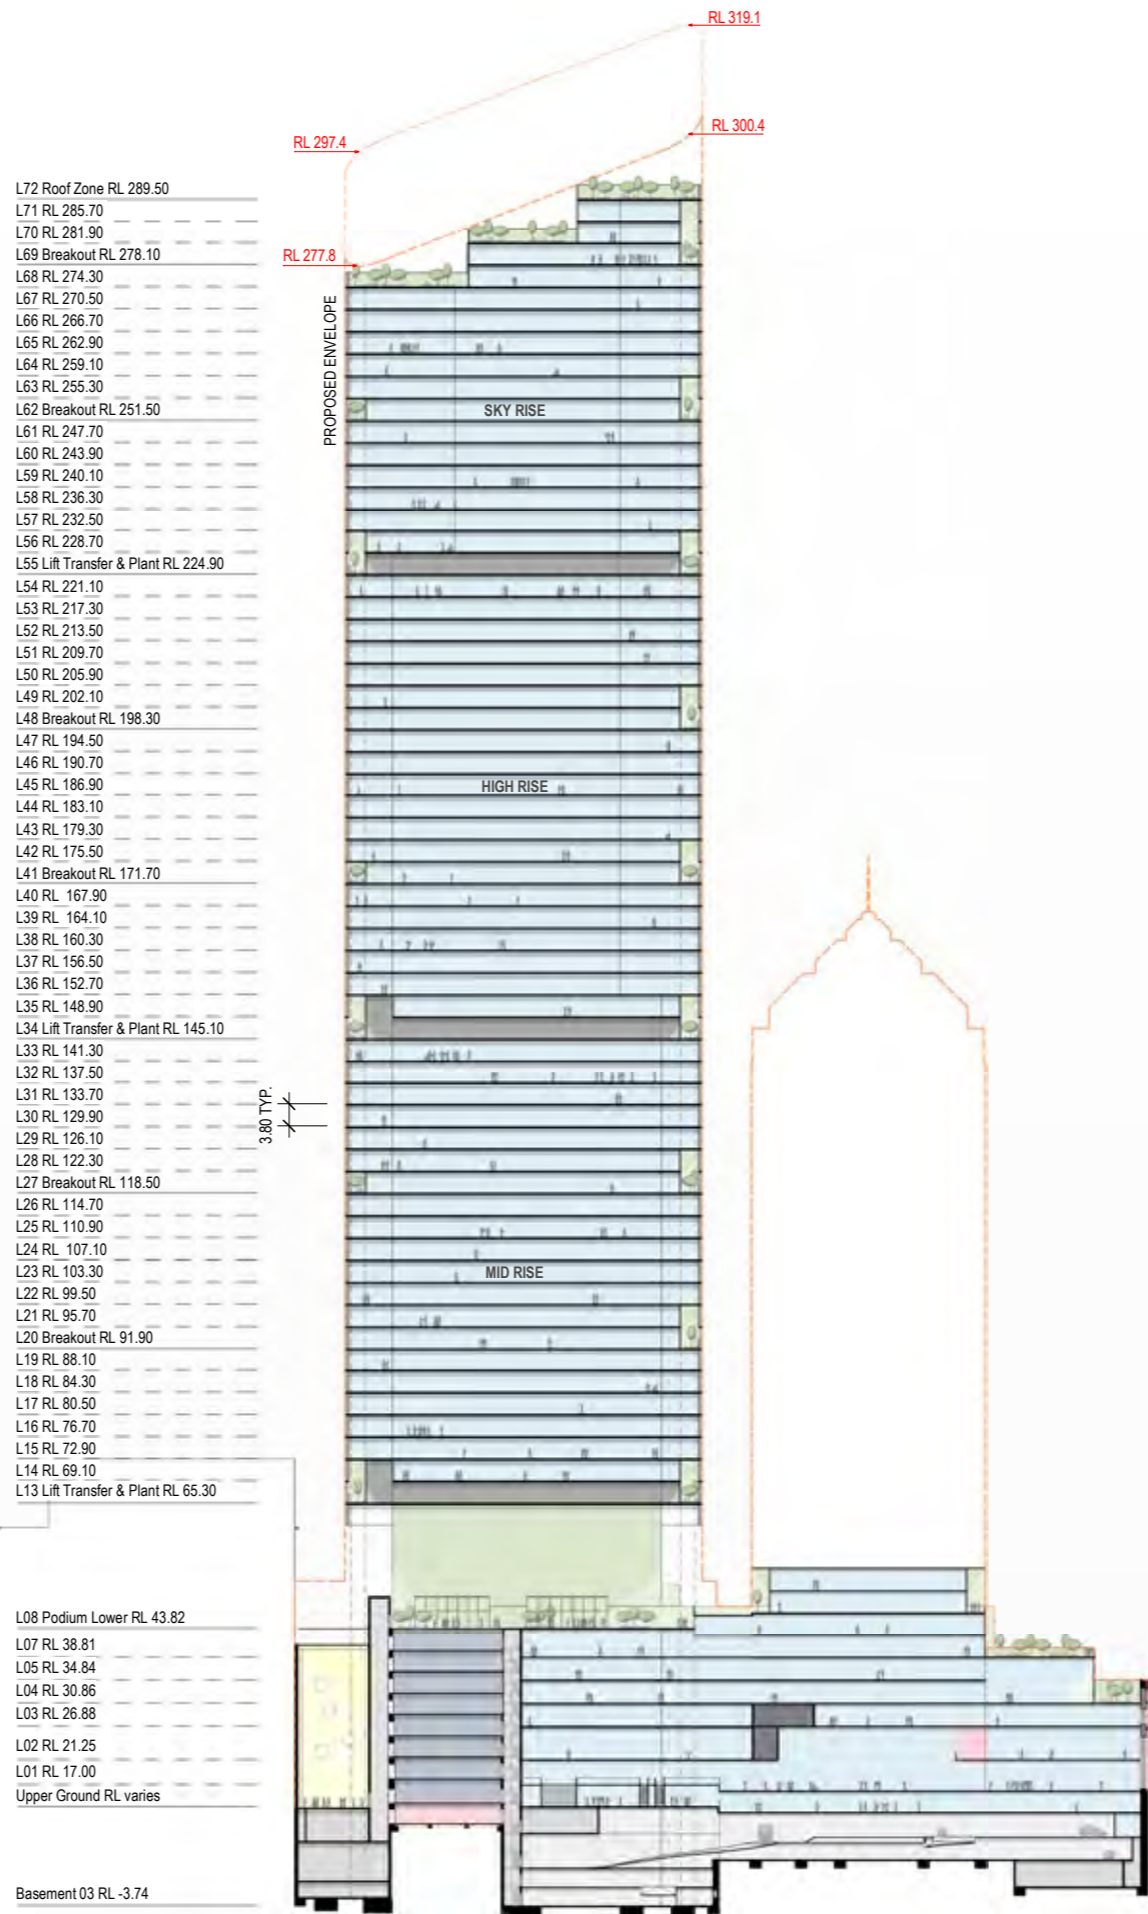 RL 319.1
RL 300.4
RL 297.4
RL 277.8
L72 Roof Zone RL 289.50
L71 RL 285.70
L70 RL 281.90
L69 Breakout RL 278.10
L68 RL 274.30
L67 RL 270.50
L66 RL 266.70
L65 RL 262.90
L64 RL 259.10
L63 RL 255.30
L62 Breakout RL 251.50
L61 RL 247.70
L60 RL 243.90
L59 RL 240.10
L58 RL 236.30
L57 RL 232.50
L56 RL 228.70
L55 Lift Transfer & Plant RL 224.90
L54 RL 221.10
L53 RL 217.30
L52 RL 213.50
L51 RL 209.70
L50 RL 205.90
L49 RL 202.10
L48 Breakout RL 198.30
L47 RL 194.50
L46 RL 190.70
L45 RL 186.90
L44 RL 183.10
L43 RL 179.30
L42 RL 175.50
L41 Breakout RL 171.70
L40 RL 167.90
L39 RL 164.10
L38 RL 160.30
L37 RL 156.50
L36 RL 152.70
L35 RL 148.90
L34 Lift Transfer & Plant RL 145.10
L33 RL 141.30
L32 RL 137.50
L31 RL 133.70
L30 RL 129.90
L29 RL 126.10
L28 RL 122.30
L27 Breakout RL 118.50
L26 RL 114.70
L25 RL 110.90
L24 RL 107.10
L23 RL 103.30
L22 RL 99.50
L21 RL 95.70
L20 Breakout RL 91.90
L19 RL 88.10
L18 RL 84.30
L17 RL 80.50
L16 RL 76.70
L15 RL 72.90
L14 RL 69.10
L13 Lift Transfer & Plant RL 65.30
L08 Podium Lower RL 43.82
L07 RL 38.81
L05 RL 34.84
L04 RL 30.86
L03 RL 26.88
L02 RL 21.25
L01 RL 17.00
Upper Ground RL varies
Basement 03 RL -3.74
PROPOSED ENVELOPE
3.80 TYP.
SKY RISE
HIGH RISE
MID RISE